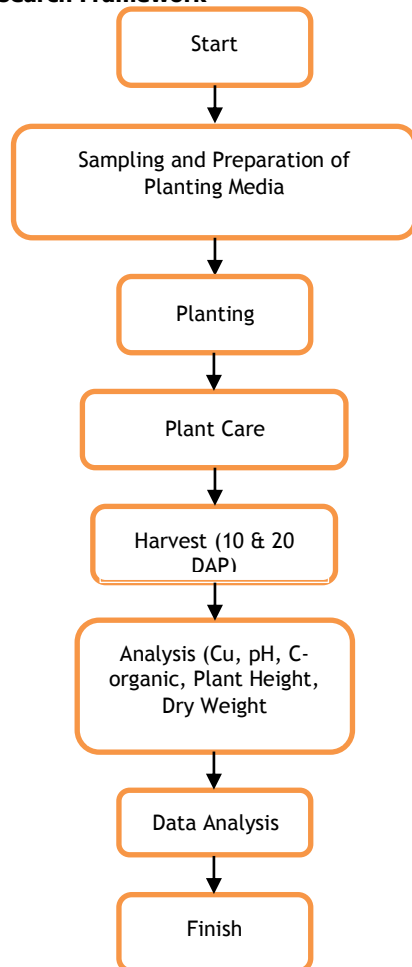 search Framework
Start
Sampling and Preparation of
Planting Media
Planting
Plant Care
Harvest (10 & 20
DAP)
Analysis (Cu, pH, C-
organic, Plant Height,
Dry Weight
Data Analysis
Finish